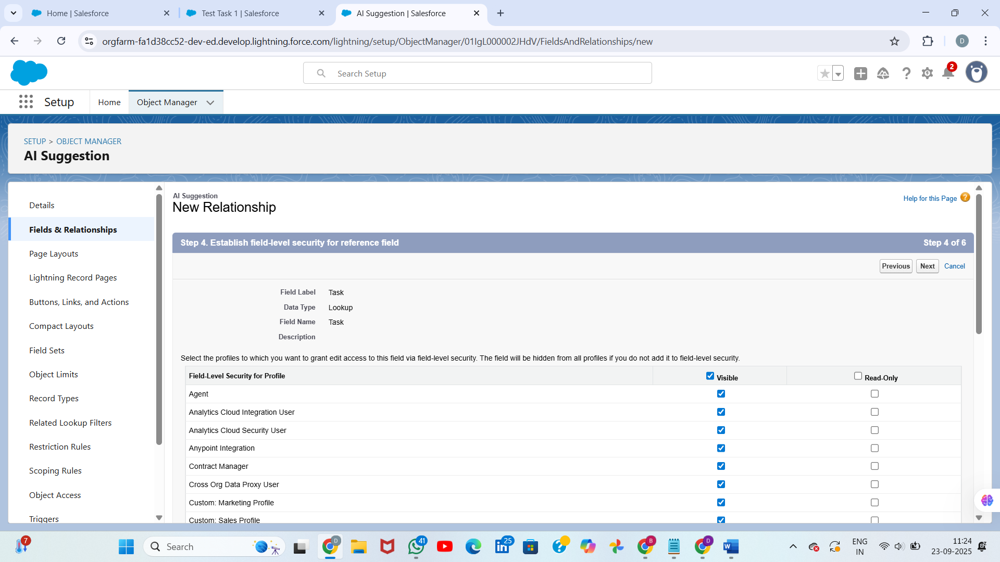 Home | Salesforce
Test Task 1 | Salesforce
AI Suggestion | Salesforce
orgfarm-fa1d38cc52-dev-ed.develop.lightning.force.com/lightning/setup/ObjectManager/01IgL000002JHdV/FieldsAndRelationships/new
D
Search Setup
2
Setup
Home
Object Manager
SETUP > OBJECT MANAGER
AI Suggestion
Details
Fields & Relationships
Page Layouts
Lightning Record Pages
Buttons, Links, and Actions
Compact Layouts
Field Sets
Object Limits
Record Types
Related Lookup Filters
Restriction Rules
Scoping Rules
Object Access
Triggers
AI Suggestion
New Relationship
Help for this Page ?
Step 4. Establish field-level security for reference field
Step 4 of 6
Previous
Next
Cancel
Field Label Task
Data Type Lookup
Field Name Task
Description
Select the profiles to which you want to grant edit access to this field via field-level security. The field will be hidden from all profiles if you do not add it to field-level security.
Field-Level Security for Profile
Visible
Read-Only
Agent
Analytics Cloud Integration User
Analytics Cloud Security User
Anypoint Integration
Contract Manager
Cross Org Data Proxy User
Custom: Marketing Profile
Custom: Sales Profile
7
Search
D
41
25
B
D
W
ENG
IN
11:24
23-09-2025